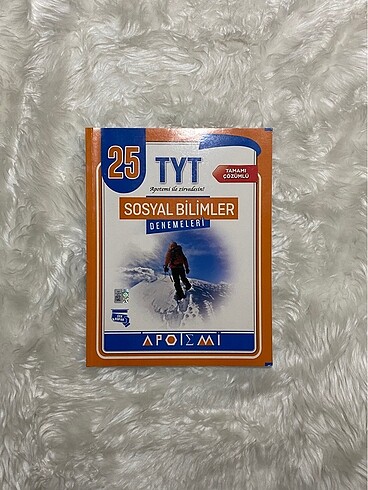 25
TYT
Apotemi ile zirvedesin!
TAMAMI
ÇÖZÜMLÜ
SOSYAL BİLİMLER
DENEMELERİ
APOTEMİ